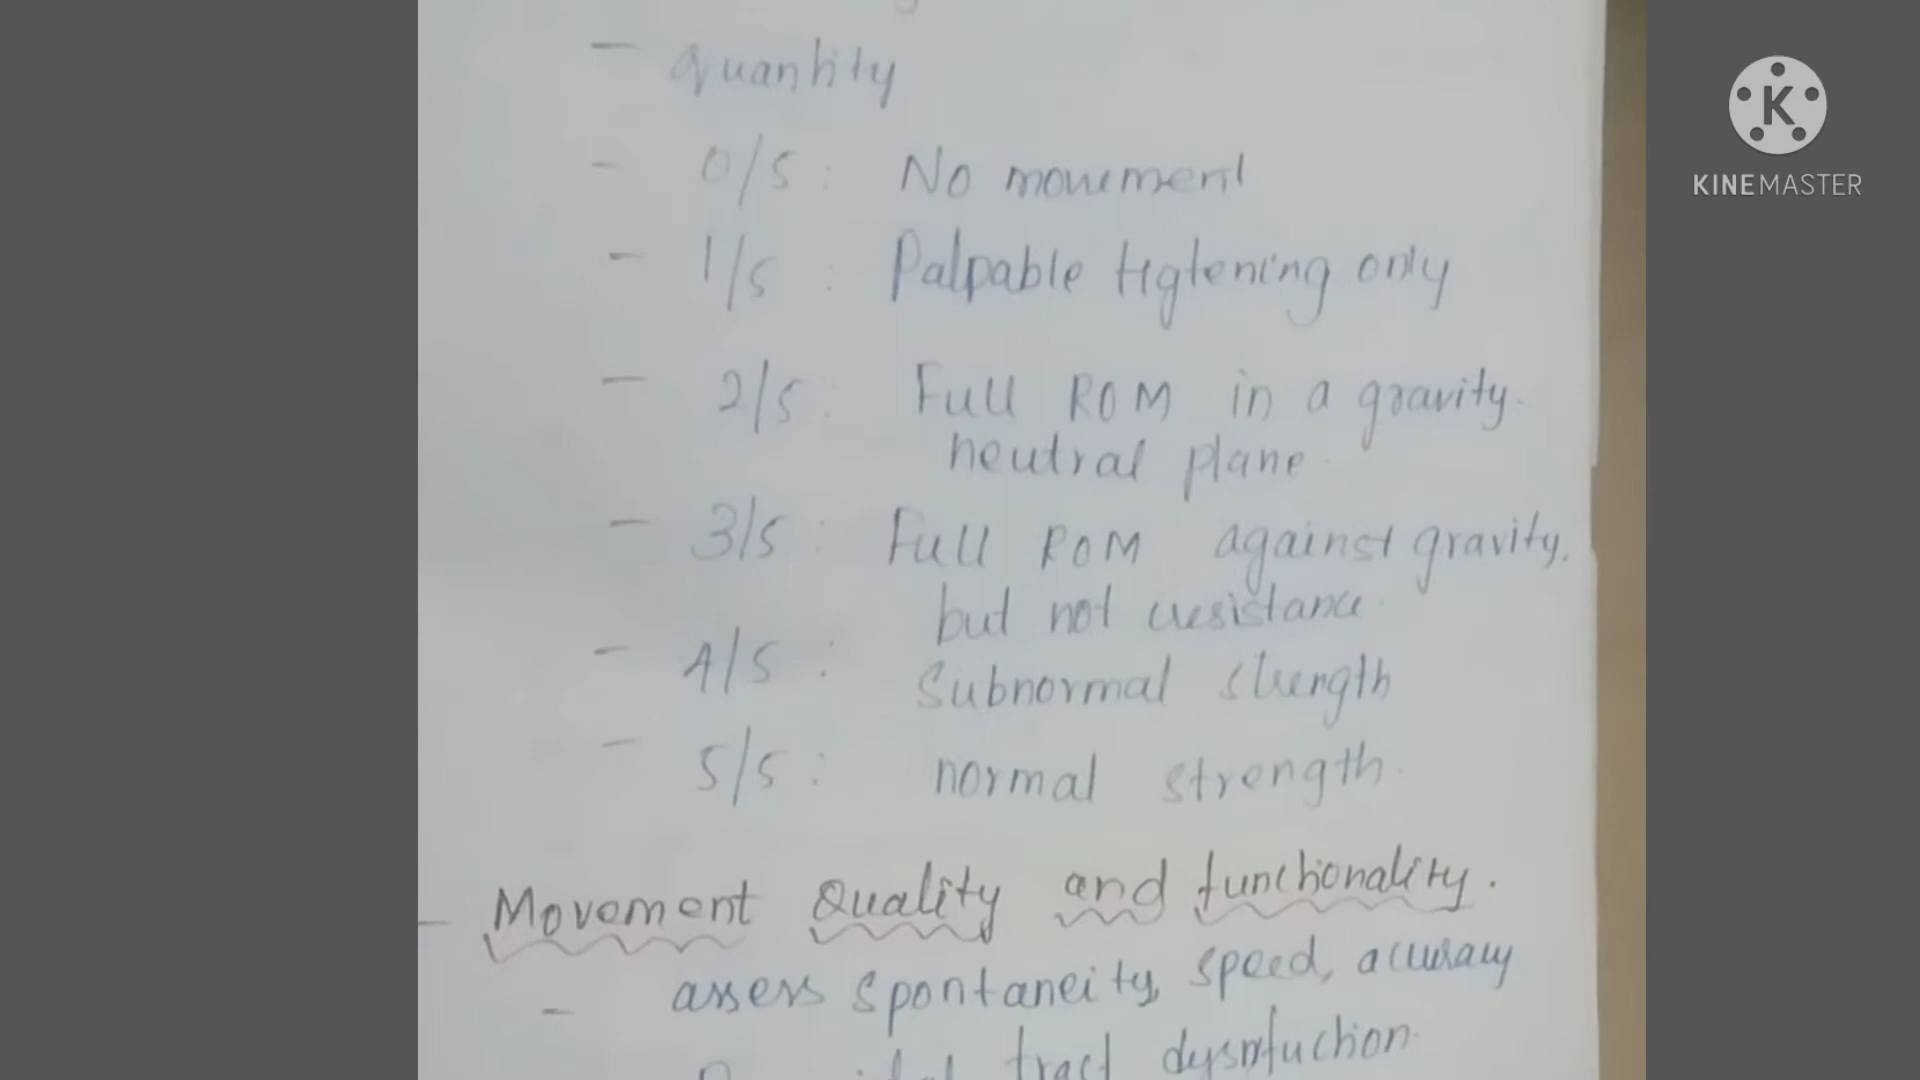 - quantity
- 0/5 : No movement
- 1/5 : Palpable tigtening only
- 2/5 : Full ROM in a gravity
neutral plane
- 3/5 : Full ROM against gravity,
but not resistance
- 4/5 : Subnormal strength
- 5/5 : normal strength
- Movement Quality and functionality.
- assess spontaneity, speed, accuracy
tract dysnfuction
K
KINEMASTER